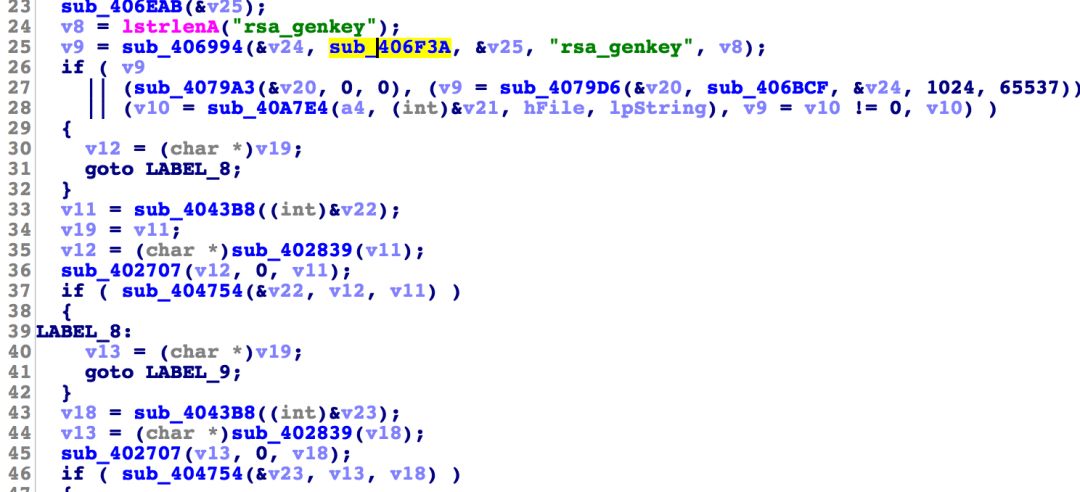 23 sub_406EAB(&v25);
24 v8 = lstrlenA("rsa_genkey");
25 v9 = sub_406994(&v24, sub_406F3A, &v25, "rsa_genkey", v8);
26 if ( v9
27 || (sub_4079A3(&v20, 0, 0), (v9 = sub_4079D6(&v20, sub_406BCF, &v24, 1024, 65537))
28 || (v10 = sub_40A7E4(a4, (int)&v21, hFile, lpString), v9 = v10 != 0, v10) )
29 {
30 v12 = (char *)v19;
31 goto LABEL_8;
32 }
33 v11 = sub_4043B8((int)&v22);
34 v19 = v11;
35 v12 = (char *)sub_402839(v11);
36 sub_402707(v12, 0, v11);
37 if ( sub_404754(&v22, v12, v11) )
38 {
39 LABEL_8:
40 v13 = (char *)v19;
41 goto LABEL_9;
42 }
43 v18 = sub_4043B8((int)&v23);
44 v13 = (char *)sub_402839(v18);
45 sub_402707(v13, 0, v18);
46 if ( sub_404754(&v23, v13, v18) )
47 {